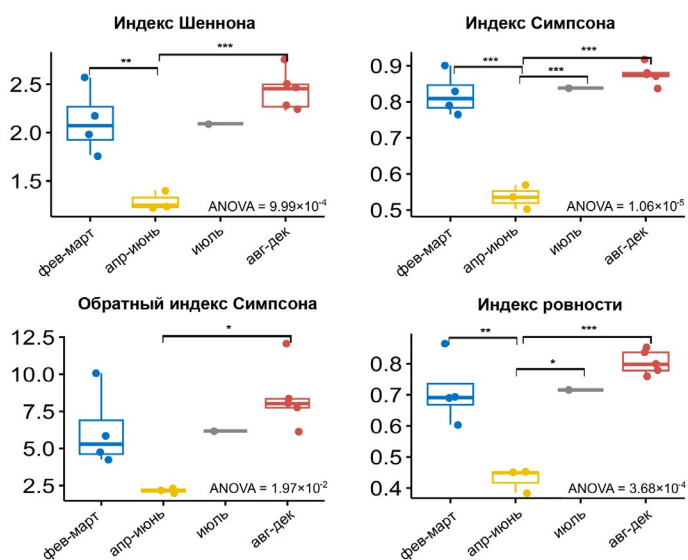 Индекс Шеннона
**
***
2.5
2.0
1.5
ANOVA = 9.99×10⁻⁴
фев-март
апр-июнь
июль
авг-дек
Индекс Симпсона
***
***
***
0.9
0.8
0.7
0.6
0.5
ANOVA = 1.06×10⁻⁵
фев-март
апр-июнь
июль
авг-дек
Обратный индекс Симпсона
*
12.5
10.0
7.5
5.0
2.5
ANOVA = 1.97×10⁻²
фев-март
апр-июнь
июль
авг-дек
Индекс ровности
**
***
*
0.8
0.7
0.5
0.4
ANOVA = 3.68×10⁻⁴
фев-март
апр-июнь
июль
авг-дек